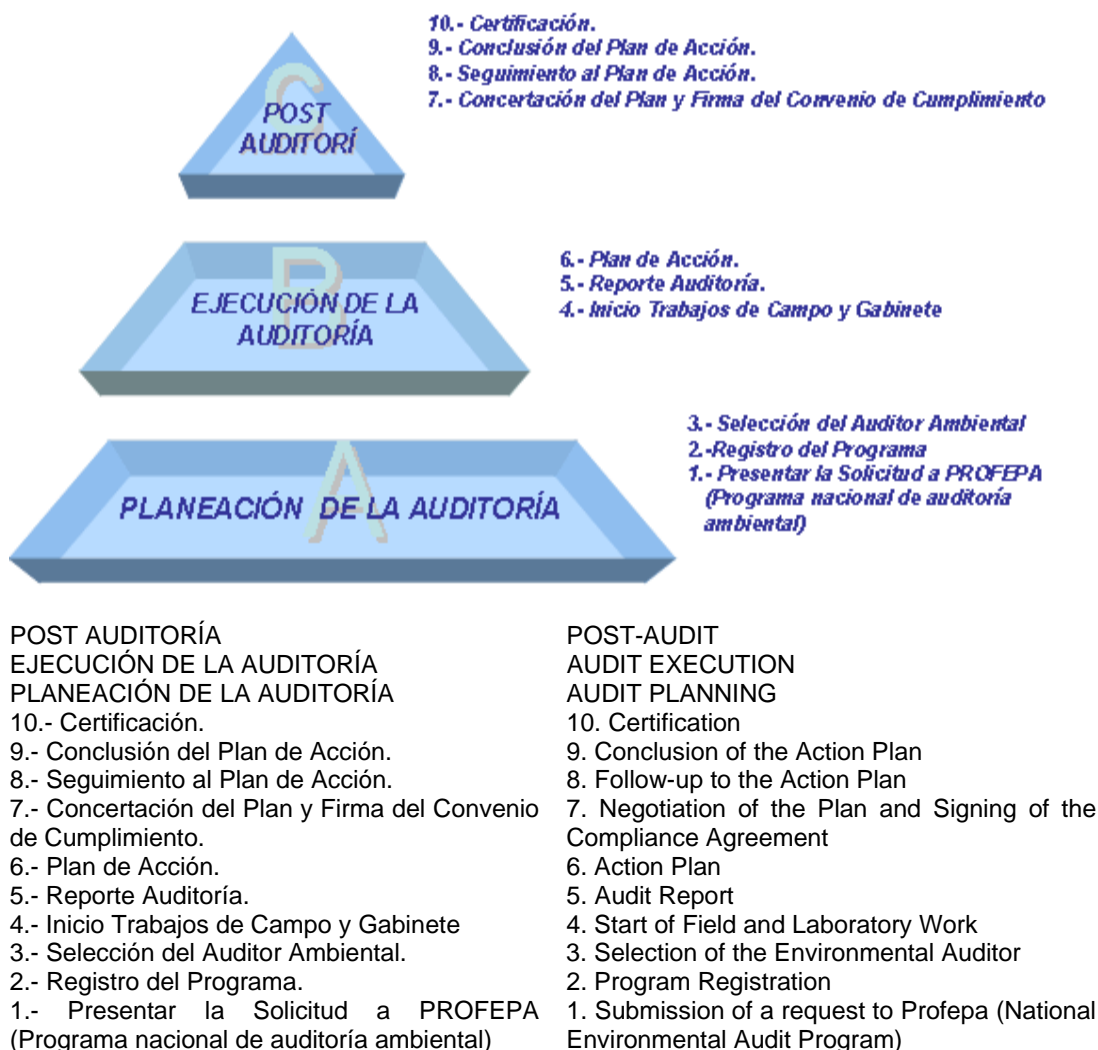 10.- Certificación.
9.- Conclusión del Plan de Acción.
8.- Seguimiento al Plan de Acción.
7.- Concertación del Plan y Firma del Convenio de Cumplimiento
C
POST
AUDITORÍ
6.- Plan de Acción.
5.- Reporte Auditoría.
4.- Inicio Trabajos de Campo y Gabinete
B
EJECUCIÓN DE LA
AUDITORÍA
3.- Selección del Auditor Ambiental
2.-Registro del Programa
1.- Presentar la Solicitud a PROFEPA
(Programa nacional de auditoría
ambiental)
A
PLANEACIÓN DE LA AUDITORÍA
POST AUDITORÍA
EJECUCIÓN DE LA AUDITORÍA
PLANEACIÓN DE LA AUDITORÍA
10.- Certificación.
9.- Conclusión del Plan de Acción.
8.- Seguimiento al Plan de Acción.
7.- Concertación del Plan y Firma del Convenio
de Cumplimiento.
6.- Plan de Acción.
5.- Reporte Auditoría.
4.- Inicio Trabajos de Campo y Gabinete
3.- Selección del Auditor Ambiental.
2.- Registro del Programa.
1.- Presentar la Solicitud a PROFEPA
(Programa nacional de auditoría ambiental)
POST-AUDIT
AUDIT EXECUTION
AUDIT PLANNING
10. Certification
9. Conclusion of the Action Plan
8. Follow-up to the Action Plan
7. Negotiation of the Plan and Signing of the
Compliance Agreement
6. Action Plan
5. Audit Report
4. Start of Field and Laboratory Work
3. Selection of the Environmental Auditor
2. Program Registration
1. Submission of a request to Profepa (National
Environmental Audit Program)